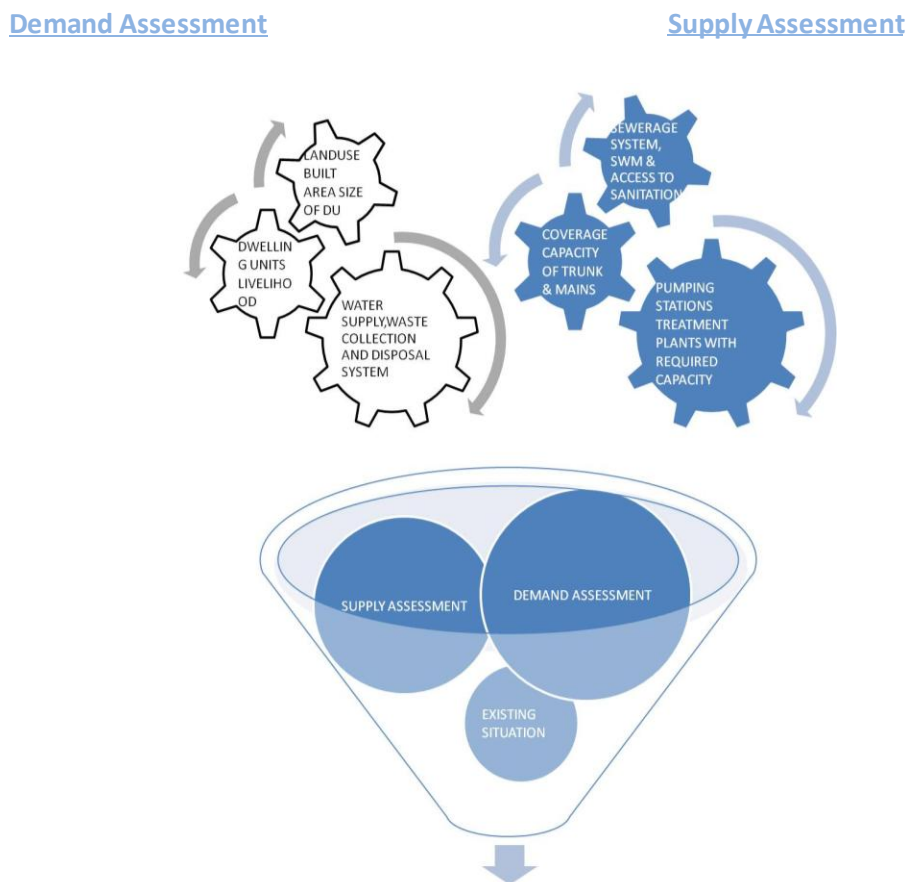 Demand Assessment
Supply Assessment
LANDUSE
BUILT
AREA SIZE
OF DU
DWELLIN
G UNITS
LIVELIHO
OD
WATER
SUPPLY,WASTE
COLLECTION
AND DISPOSAL
SYSTEM
SEWERAGE
SYSTEM,
SWM &
ACCESS TO
SANITATION
COVERAGE
CAPACITY
OF TRUNK
& MAINS
PUMPING
STATIONS
TREATMENT
PLANTS WITH
REQUIRED
CAPACITY
SUPPLY ASSESSMENT
DEMAND ASSESSMENT
EXISTING
SITUATION